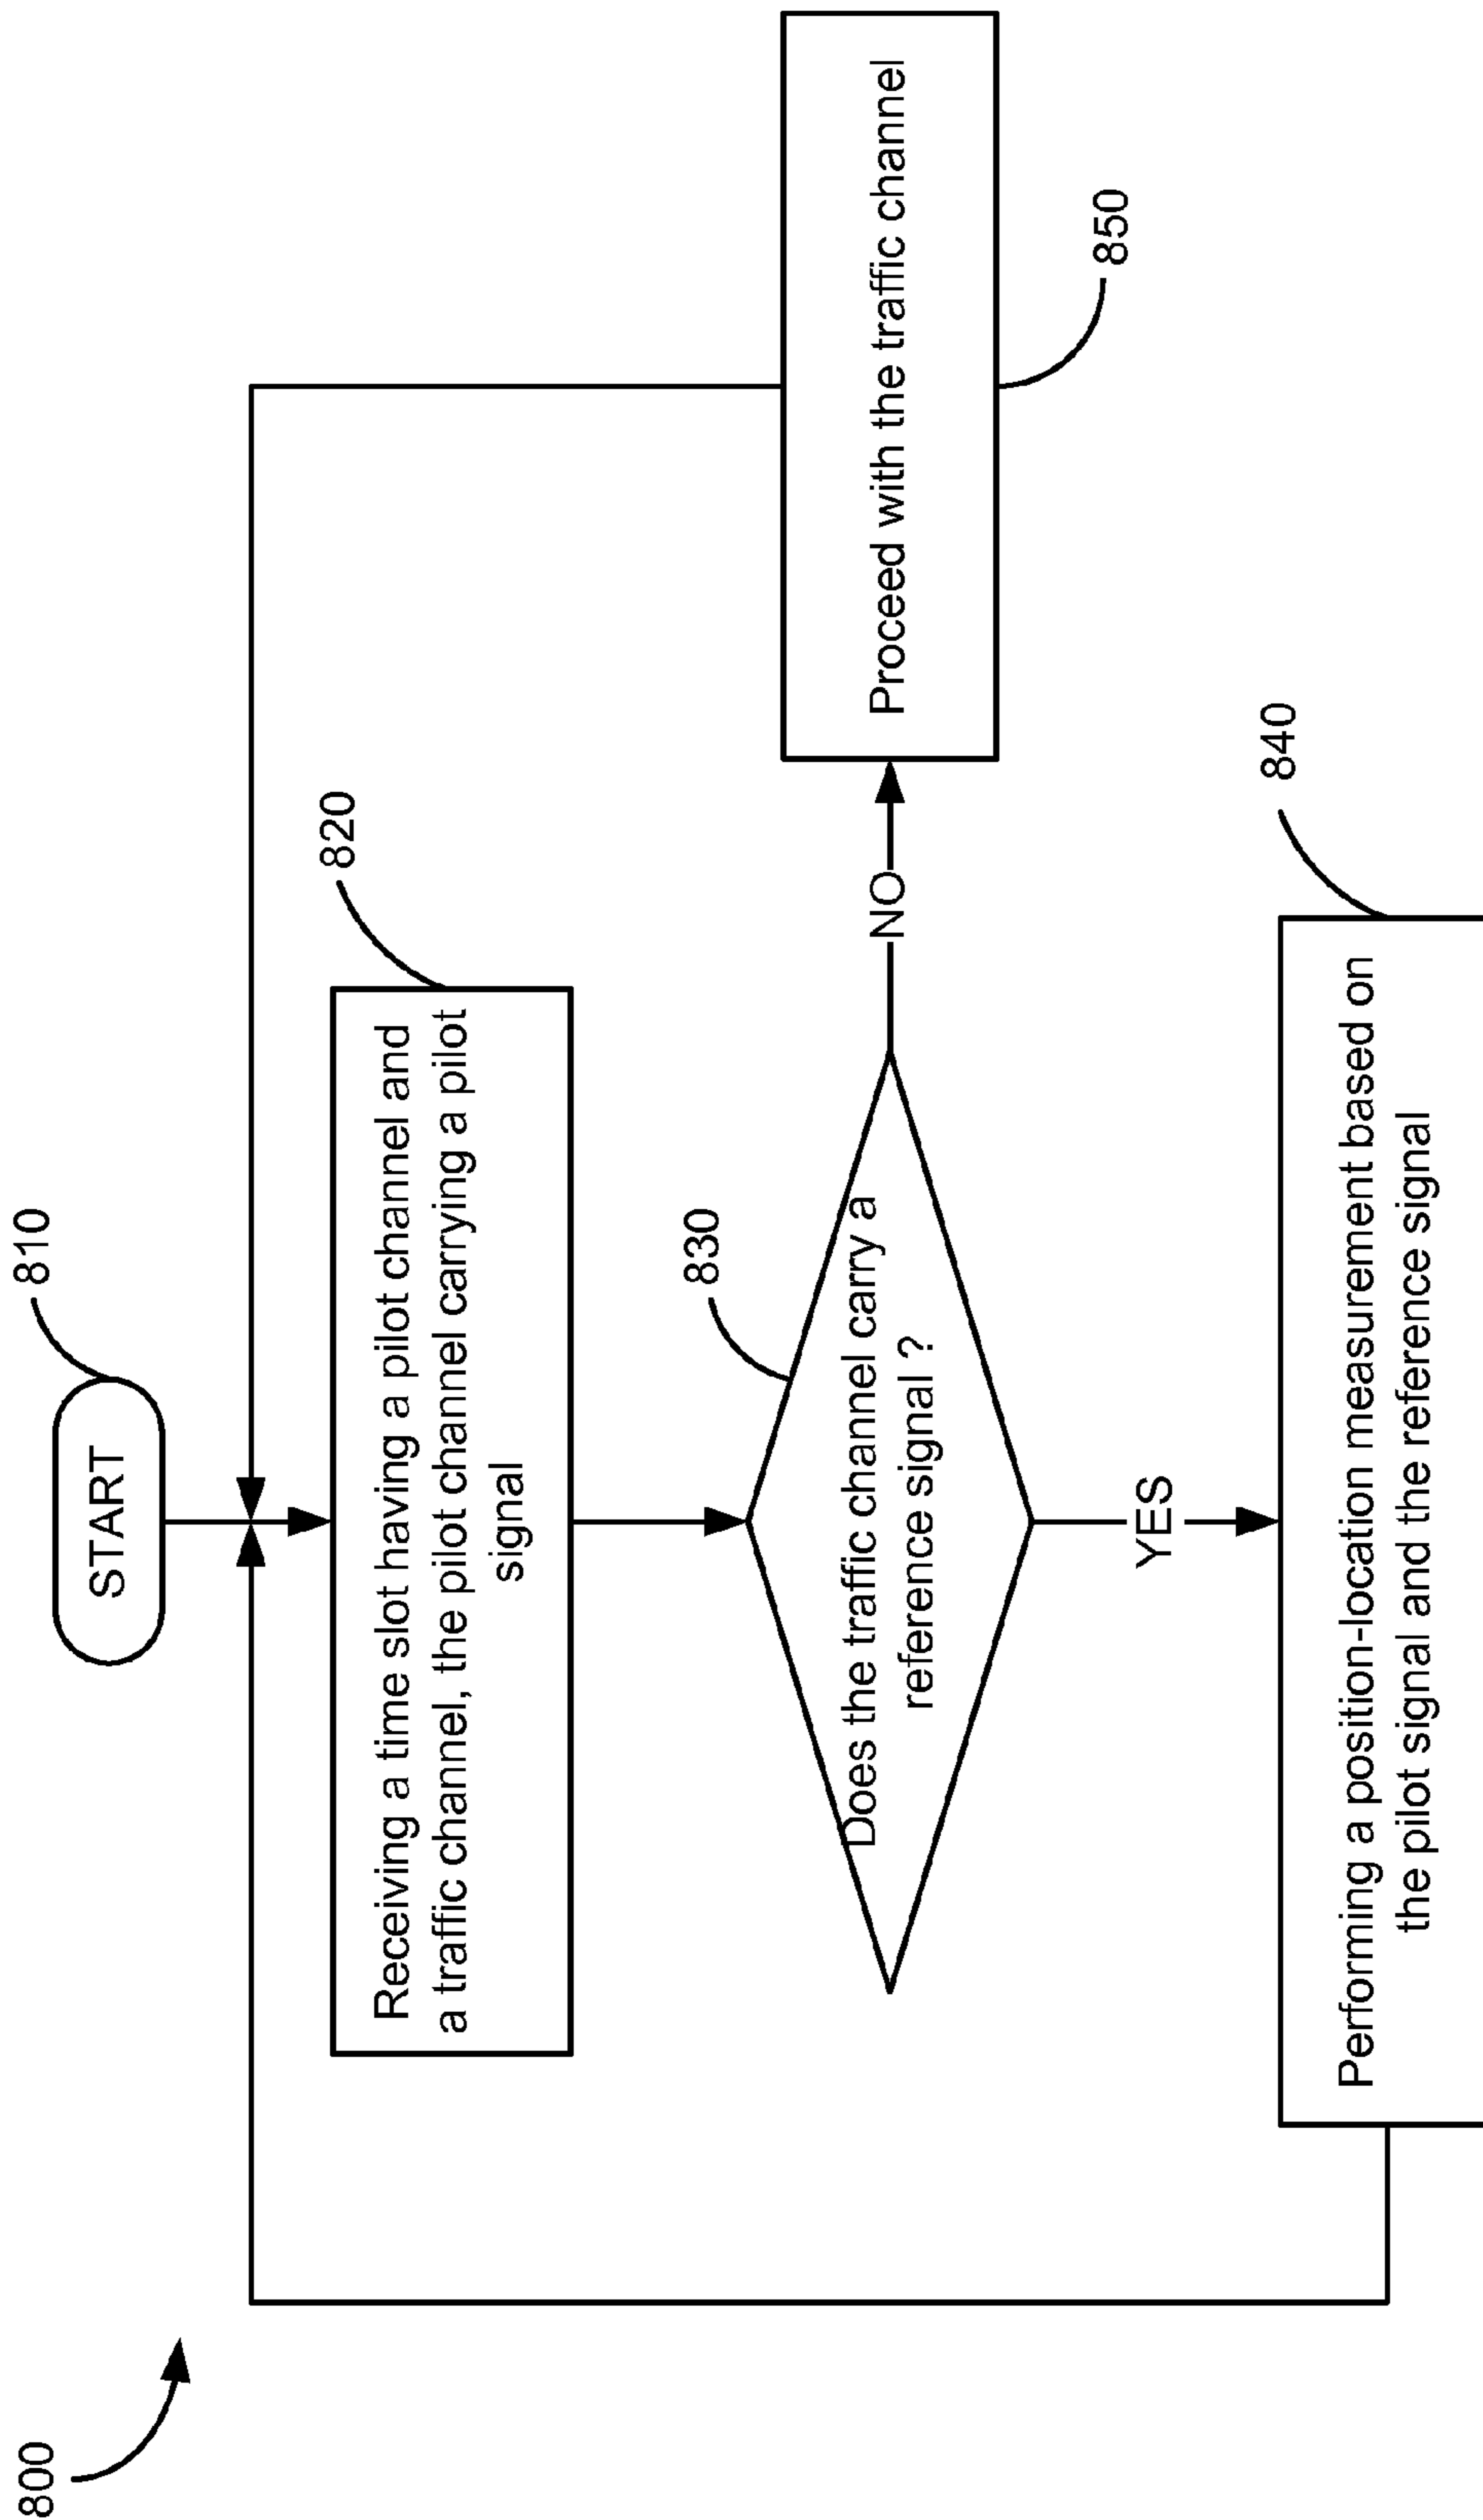 800
810
START
820
Receiving a time slot having a pilot channel and
a traffic channel, the pilot channel carrying a pilot
signal
830
Does the traffic channel carry a
reference signal ?
NO
Proceed with the traffic channel
850
YES
840
Performing a position-location measurement based on
the pilot signal and the reference signal